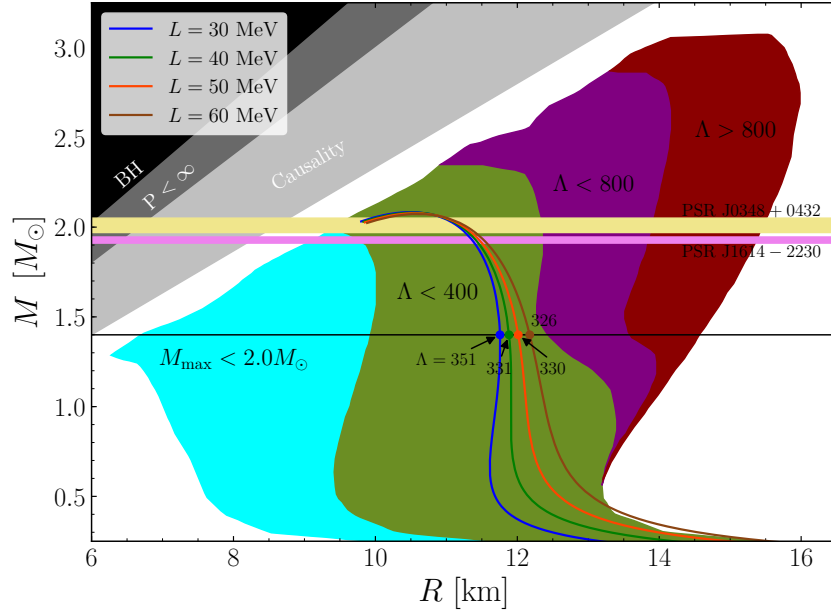 L = 30 MeV
L = 40 MeV
L = 50 MeV
L = 60 MeV
BH
P < ∞
Causality
Λ > 800
Λ < 800
PSR J0348 + 0432
PSR J1614 − 2230
Λ < 400
326
M_max < 2.0M_⊙
Λ = 351
331
330
3.0
2.5
2.0
1.5
1.0
0.5
M [M_⊙]
6 8 10 12 14 16
R [km]